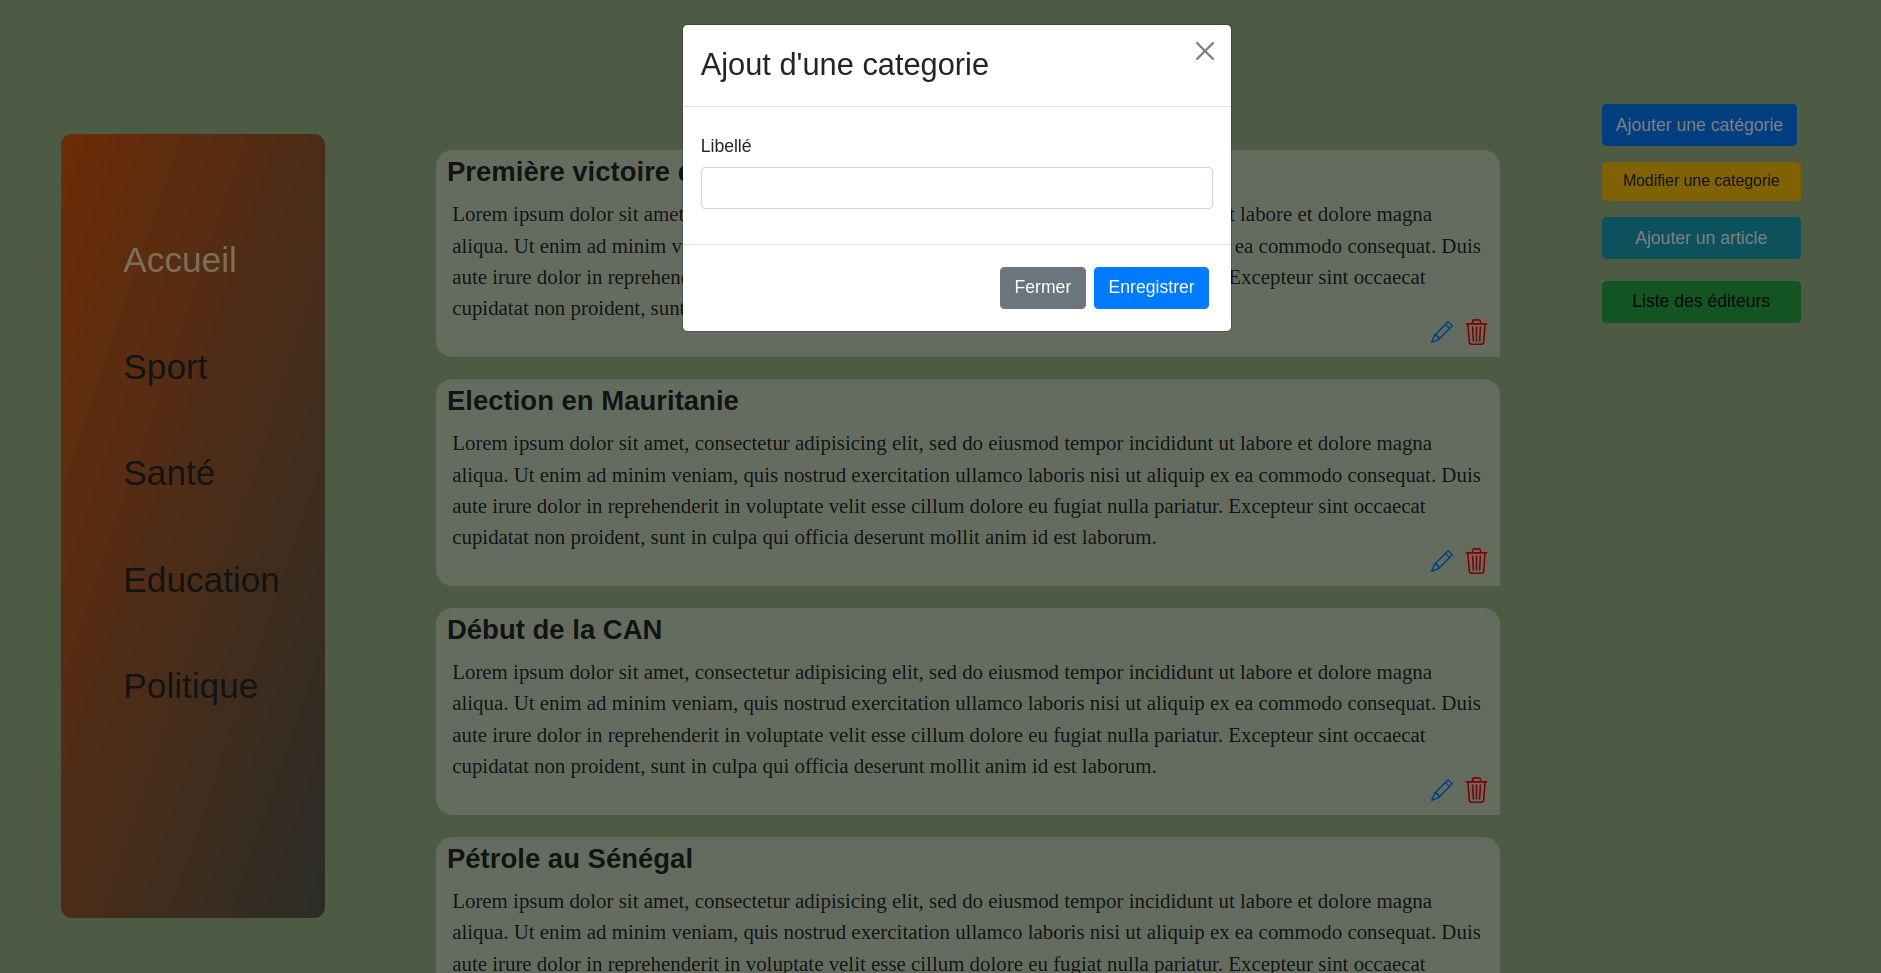 Ajout d'une categorie
Libellé
Fermer
Enregistrer
Accueil
Sport
Santé
Education
Politique
Première victoire
Lorem ipsum dolor sit amet
t labore et dolore magna
aliqua. Ut enim ad minim v
ea commodo consequat. Duis
aute irure dolor in reprehen
Excepteur sint occaecat
cupidatat non proident, sunt
Election en Mauritanie
Lorem ipsum dolor sit amet, consectetur adipisicing elit, sed do eiusmod tempor incididunt ut labore et dolore magna
aliqua. Ut enim ad minim veniam, quis nostrud exercitation ullamco laboris nisi ut aliquip ex ea commodo consequat. Duis
aute irure dolor in reprehenderit in voluptate velit esse cillum dolore eu fugiat nulla pariatur. Excepteur sint occaecat
cupidatat non proident, sunt in culpa qui officia deserunt mollit anim id est laborum.
Début de la CAN
Lorem ipsum dolor sit amet, consectetur adipisicing elit, sed do eiusmod tempor incididunt ut labore et dolore magna
aliqua. Ut enim ad minim veniam, quis nostrud exercitation ullamco laboris nisi ut aliquip ex ea commodo consequat. Duis
aute irure dolor in reprehenderit in voluptate velit esse cillum dolore eu fugiat nulla pariatur. Excepteur sint occaecat
cupidatat non proident, sunt in culpa qui officia deserunt mollit anim id est laborum.
Pétrole au Sénégal
Lorem ipsum dolor sit amet, consectetur adipisicing elit, sed do eiusmod tempor incididunt ut labore et dolore magna
aliqua. Ut enim ad minim veniam, quis nostrud exercitation ullamco laboris nisi ut aliquip ex ea commodo consequat. Duis
aute irure dolor in reprehenderit in voluptate velit esse cillum dolore eu fugiat nulla pariatur. Excepteur sint occaecat
Ajouter une catégorie
Modifier une categorie
Ajouter un article
Liste des éditeurs